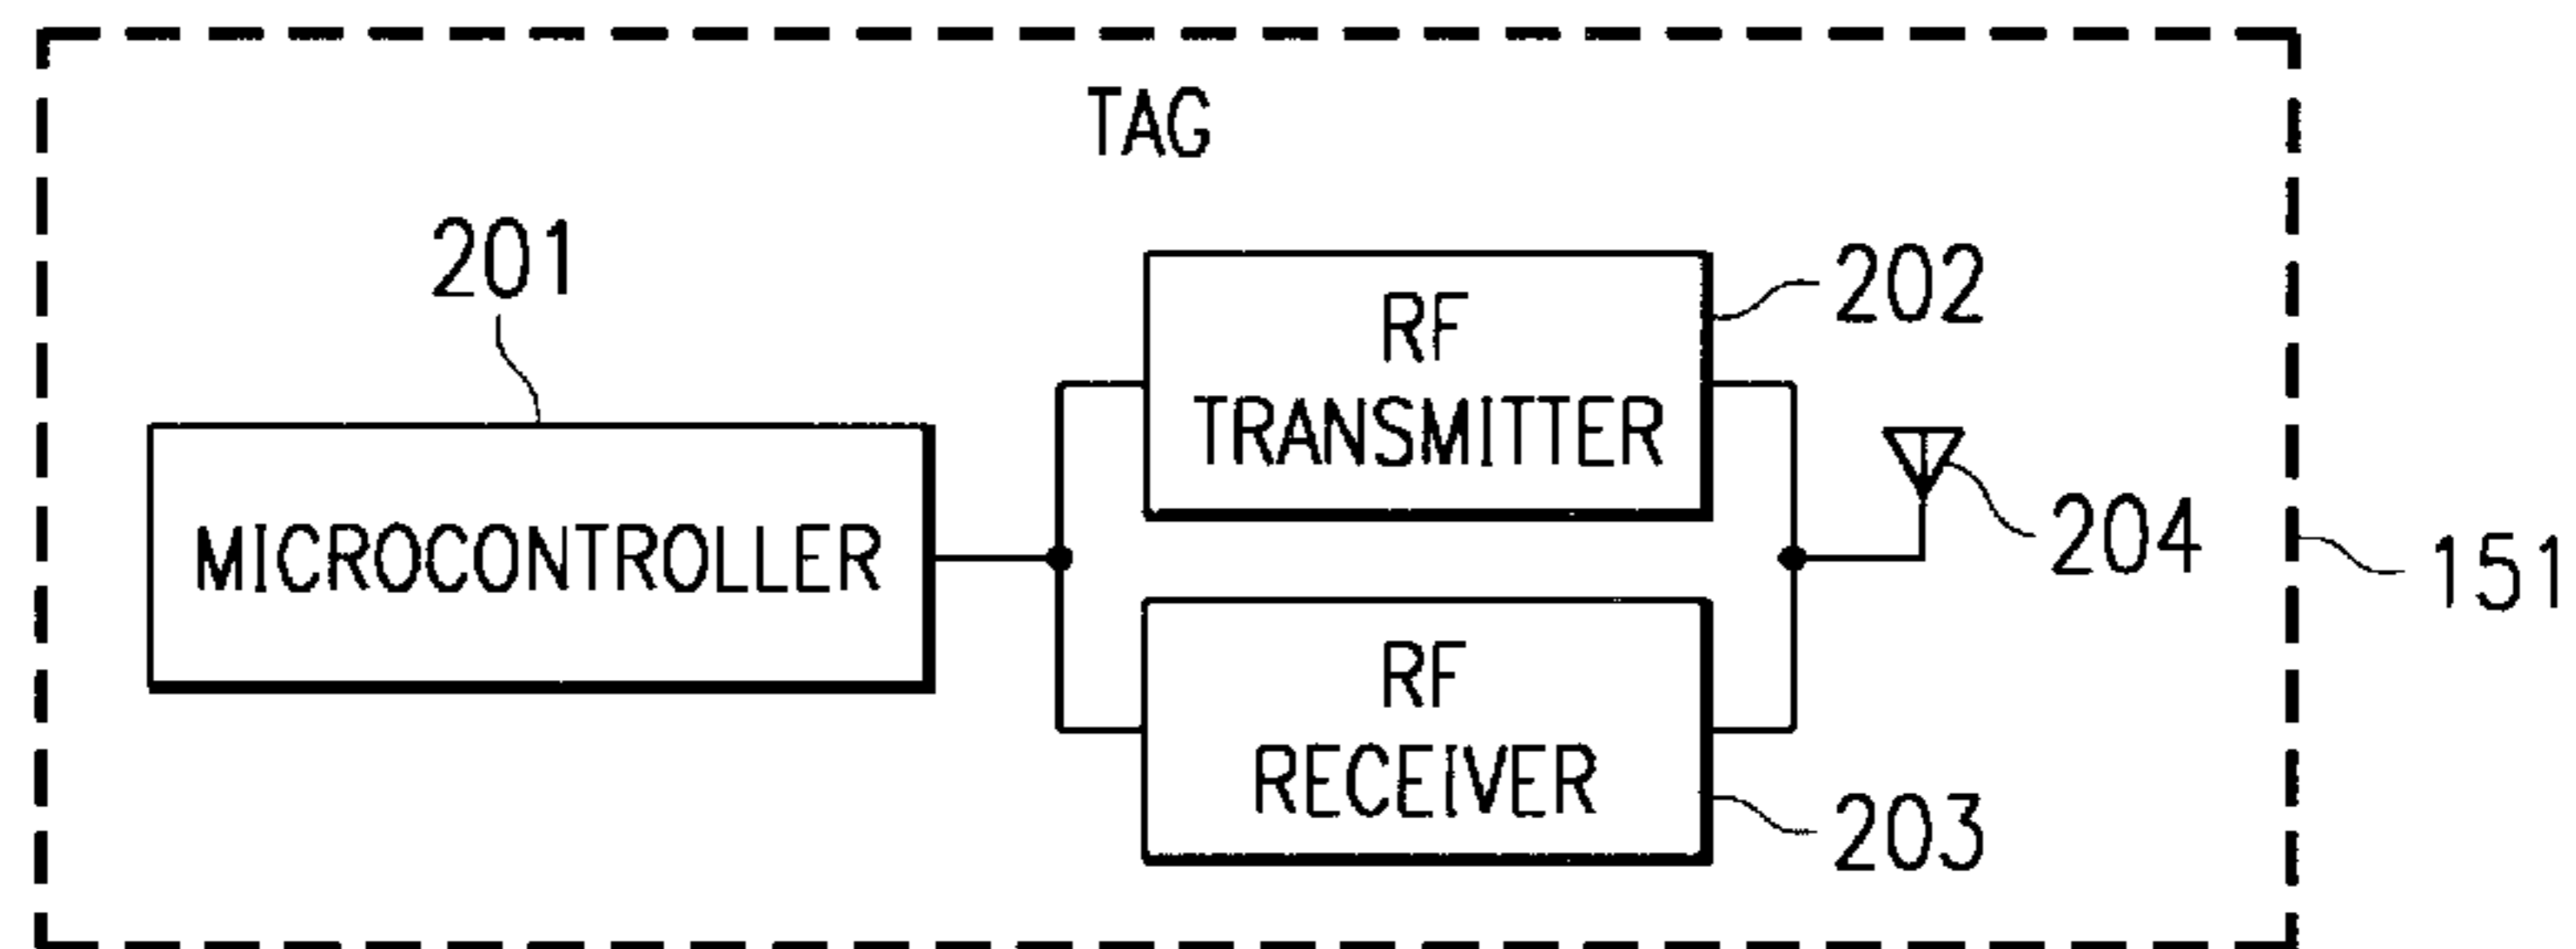 TAG
201
202
RF
TRANSMITTER
MICROCONTROLLER
204
151
RF
RECEIVER
203